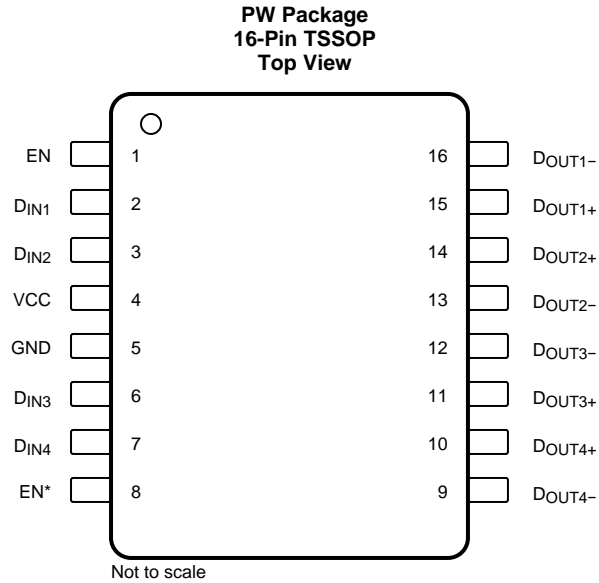 PW Package
16-Pin TSSOP
Top View
EN 1 16 DOUT1−
DIN1 2 15 DOUT1+
DIN2 3 14 DOUT2+
VCC 4 13 DOUT2−
GND 5 12 DOUT3−
DIN3 6 11 DOUT3+
DIN4 7 10 DOUT4+
EN* 8 9 DOUT4−
Not to scale